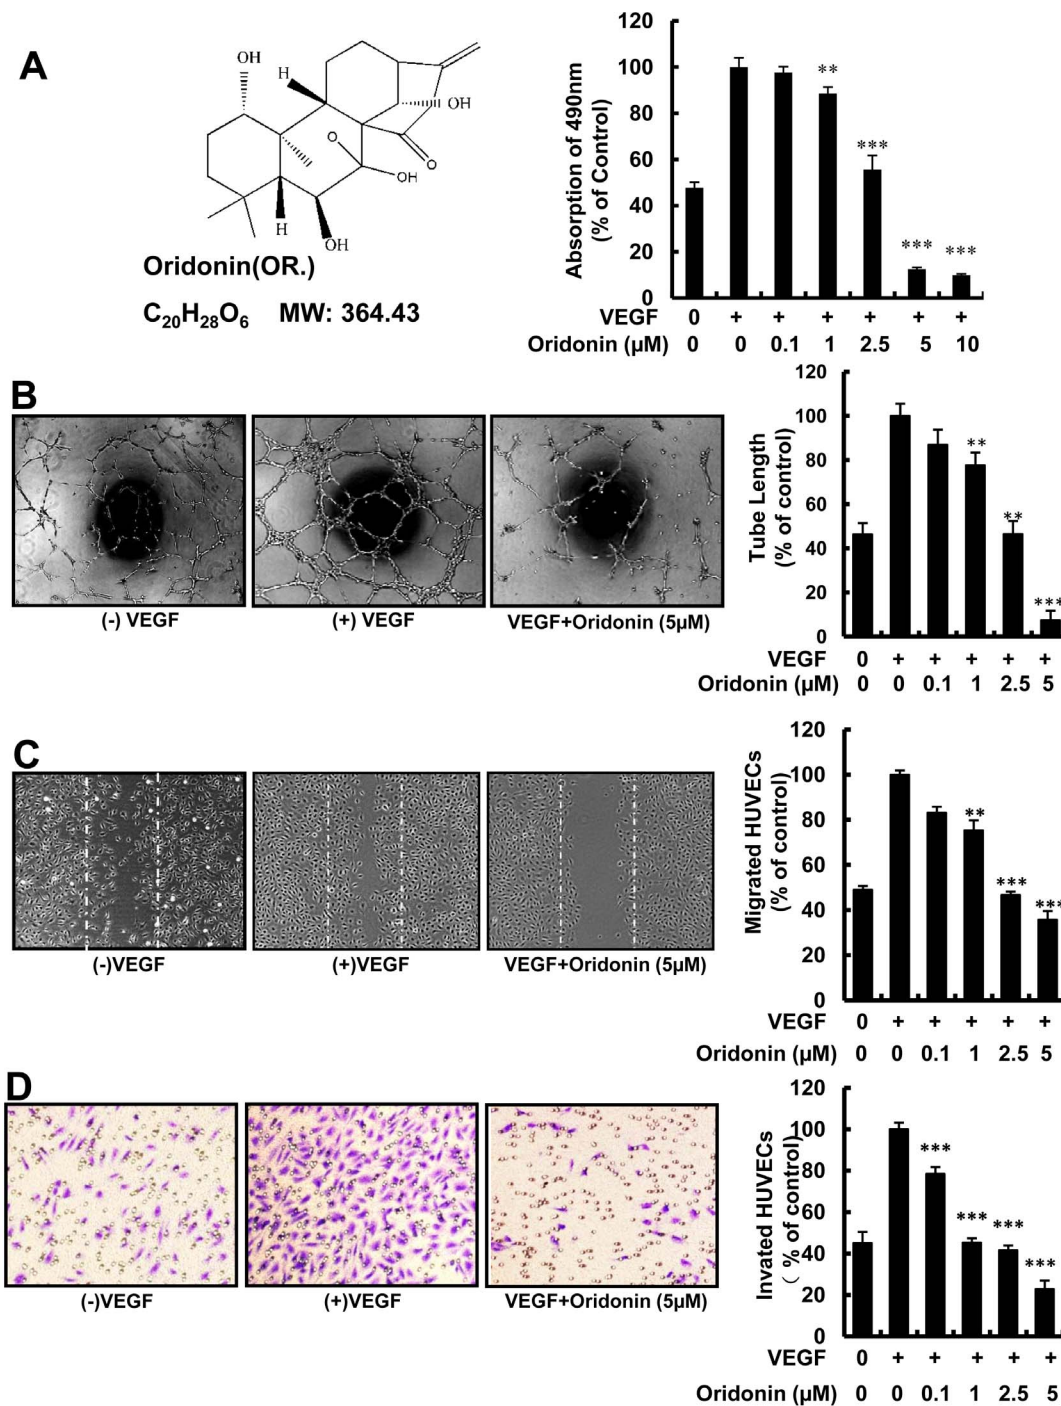 A
OH
H
OH
O
O
OH
H
OH
Oridonin(OR.)
C20H28O6 MW: 364.43
Absorption of 490nm
(% of Control)
120
100
80
60
40
20
0
**
***
***
***
VEGF 0 + + + + + +
Oridonin (µM) 0 0 0.1 1 2.5 5 10
B
(-) VEGF
(+) VEGF
VEGF+Oridonin (5µM)
Tube Length
(% of control)
120
100
80
60
40
20
0
**
**
***
VEGF 0 + + + + +
Oridonin (µM) 0 0 0.1 1 2.5 5
C
(-)VEGF
(+)VEGF
VEGF+Oridonin (5µM)
Migrated HUVECs
(% of control)
120
100
80
60
40
20
0
**
***
***
VEGF 0 + + + + +
Oridonin (µM) 0 0 0.1 1 2.5 5
D
(-)VEGF
(+)VEGF
VEGF+Oridonin (5µM)
Invated HUVECs
( % of control)
120
100
80
60
40
20
0
***
***
***
***
VEGF 0 + + + + +
Oridonin (µM) 0 0 0.1 1 2.5 5